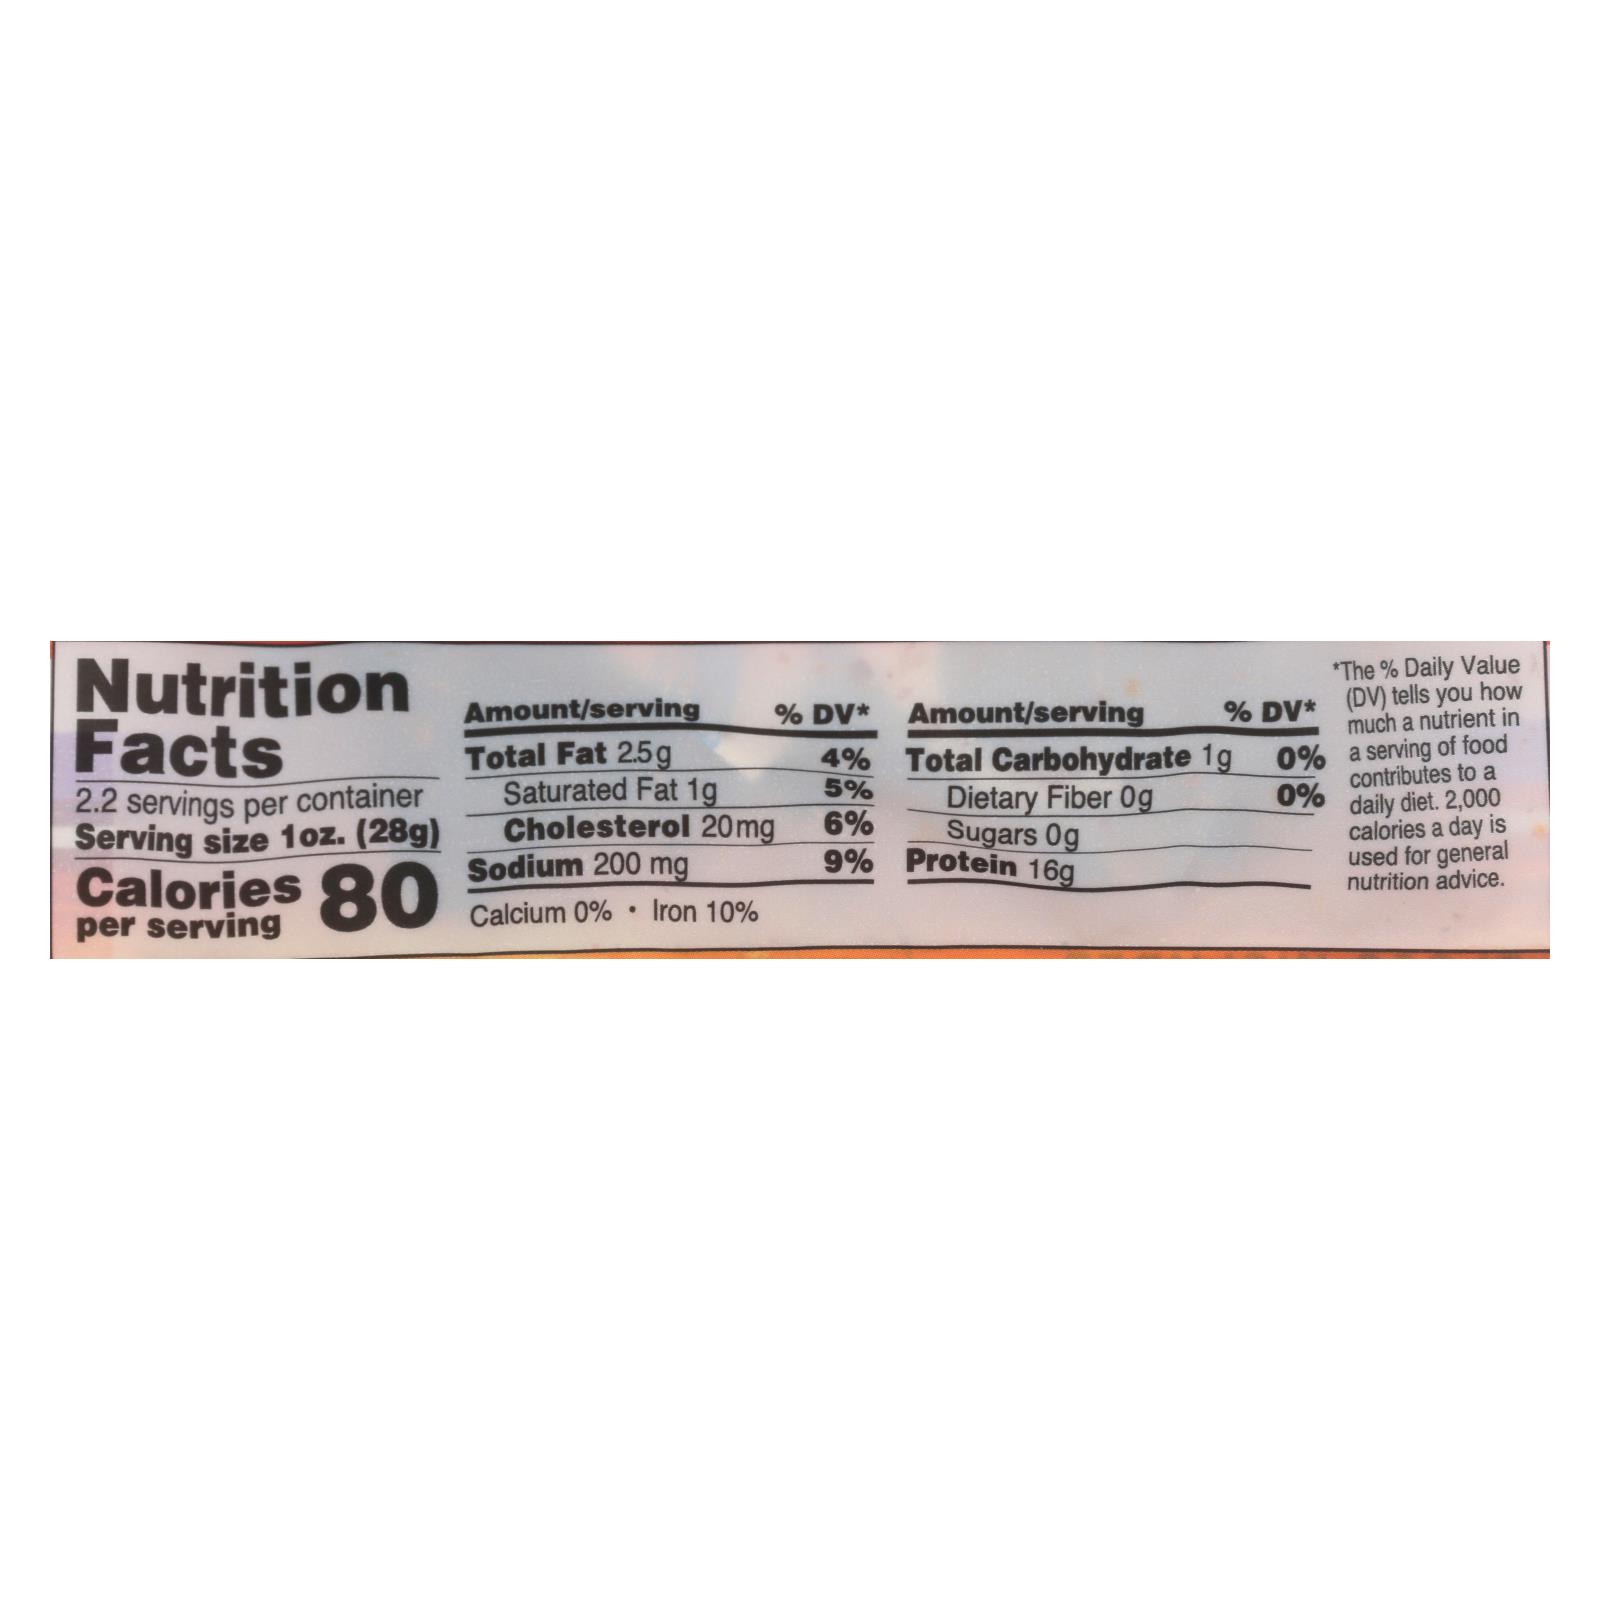 Nutrition
Facts
2.2 servings per container
Serving size 1oz. (28g)
Calories 80
per serving
Amount/serving % DV*
Total Fat 2.5g 4%
Saturated Fat 1g 5%
Cholesterol 20mg 6%
Sodium 200 mg 9%
Calcium 0% • Iron 10%
Amount/serving % DV*
Total Carbohydrate 1g 0%
Dietary Fiber 0g 0%
Sugars 0g
Protein 16g
*The % Daily Value
(DV) tells you how
much a nutrient in
a serving of food
contributes to a
daily diet. 2,000
calories a day is
used for general
nutrition advice.